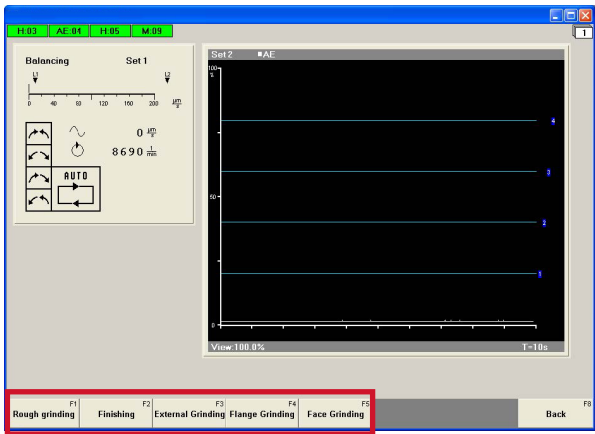 H:03 AE:04 H:05 M:09
1
Balancing Set 1
L1 L2
0 40 80 120 160 200 µm/s
0 µm/s
8690 1/min
AUTO
Set 2 AE
100
%
50
0
4
3
2
1
View:100.0% T=10s
F1 F2 F3 F4 F5 F8
Rough grinding Finishing External Grinding Flange Grinding Face Grinding Back